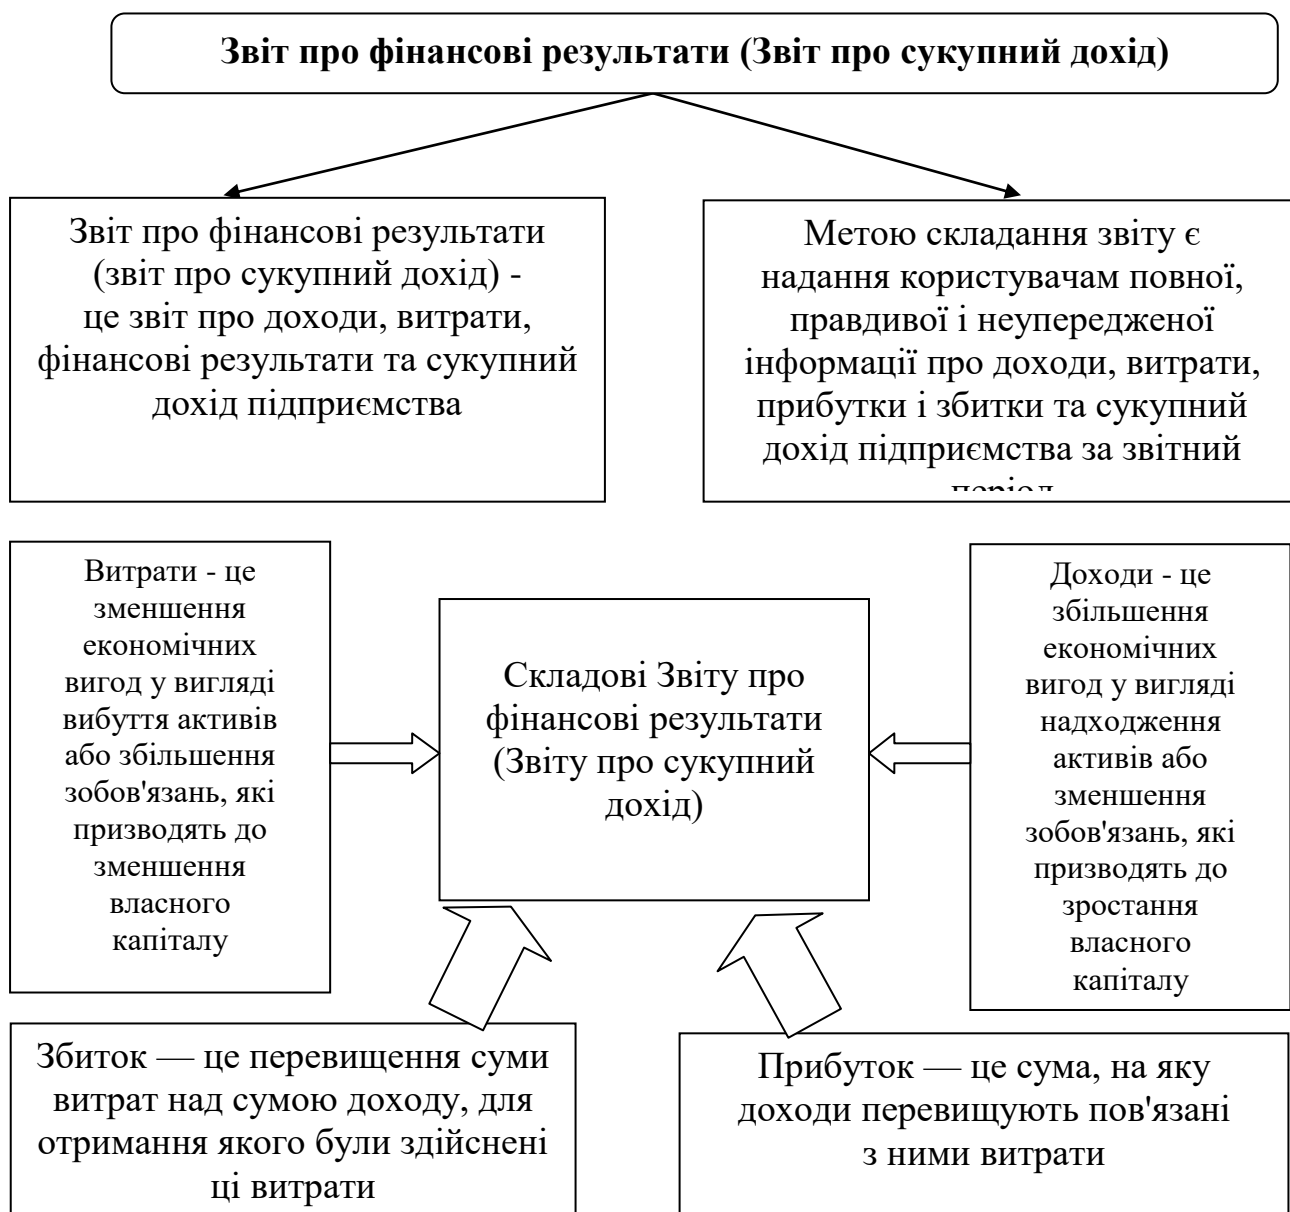 Звіт про фінансові результати (Звіт про сукупний дохід)
Звіт про фінансові результати
(звіт про сукупний дохід) -
це звіт про доходи, витрати,
фінансові результати та сукупний
дохід підприємства
Метою складання звіту є
надання користувачам повної,
правдивої і неупередженої
інформації про доходи, витрати,
прибутки і збитки та сукупний
дохід підприємства за звітний
період
Витрати - це
зменшення
економічних
вигод у вигляді
вибуття активів
або збільшення
зобов'язань, які
призводять до
зменшення
власного
капіталу
Складові Звіту про
фінансові результати
(Звіту про сукупний
дохід)
Доходи - це
збільшення
економічних
вигод у вигляді
надходження
активів або
зменшення
зобов'язань, які
призводять до
зростання
власного
капіталу
Збиток — це перевищення суми
витрат над сумою доходу, для
отримання якого були здійснені
ці витрати
Прибуток — це сума, на яку
доходи перевищують пов'язані
з ними витрати